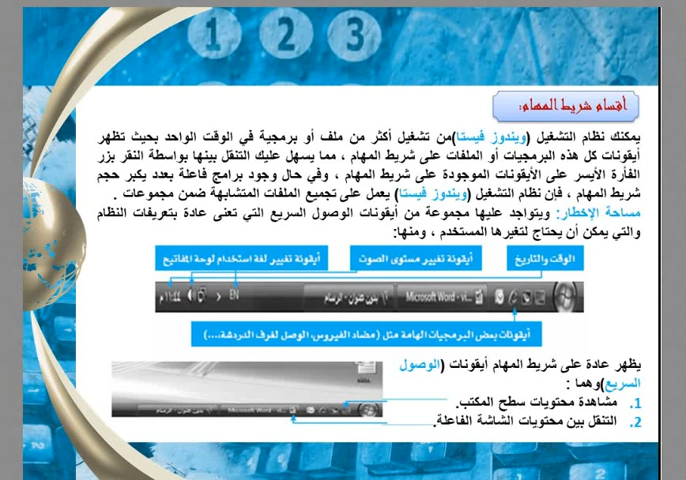 1 2 3
أقسام شريط المهام:
يمكنك نظام التشغيل (ويندوز فيستا)من تشغيل أكثر من ملف أو برمجية في الوقت الواحد بحيث تظهر
أيقونات كل هذه البرمجيات أو الملفات على شريط المهام ، مما يسهل عليك التنقل بينها بواسطة النقر بزر
الفأرة الأيسر على الأيقونات الموجودة على شريط المهام ، وفي حال وجود برامج فاعلة بعدد يكبر حجم
شريط المهام ، فإن نظام التشغيل (ويندوز فيستا) يعمل على تجميع الملفات المتشابهة ضمن مجموعات .
مساحة الإخطار: ويتواجد عليها مجموعة من أيقونات الوصول السريع التي تعنى عادة بتعريفات النظام
والتي يمكن أن يحتاج لتغيرها المستخدم ، ومنها:
الوقت والتاريخ أيقونة تغيير مستوى الصوت أيقونة تغيير لغة استخدام لوحة المفاتيح
Microsoft Word - vi... بدون عنوان - الرسام EN ١١:٤٤ م
أيقونات بعض البرمجيات الهامة مثل (مضاد الفيروس، الوصل لغرف الدردشة،...)
يظهر عادة على شريط المهام أيقونات (الوصول
السريع)وهما :
1. مشاهدة محتويات سطح المكتب.
2. التنقل بين محتويات الشاشة الفاعلة.